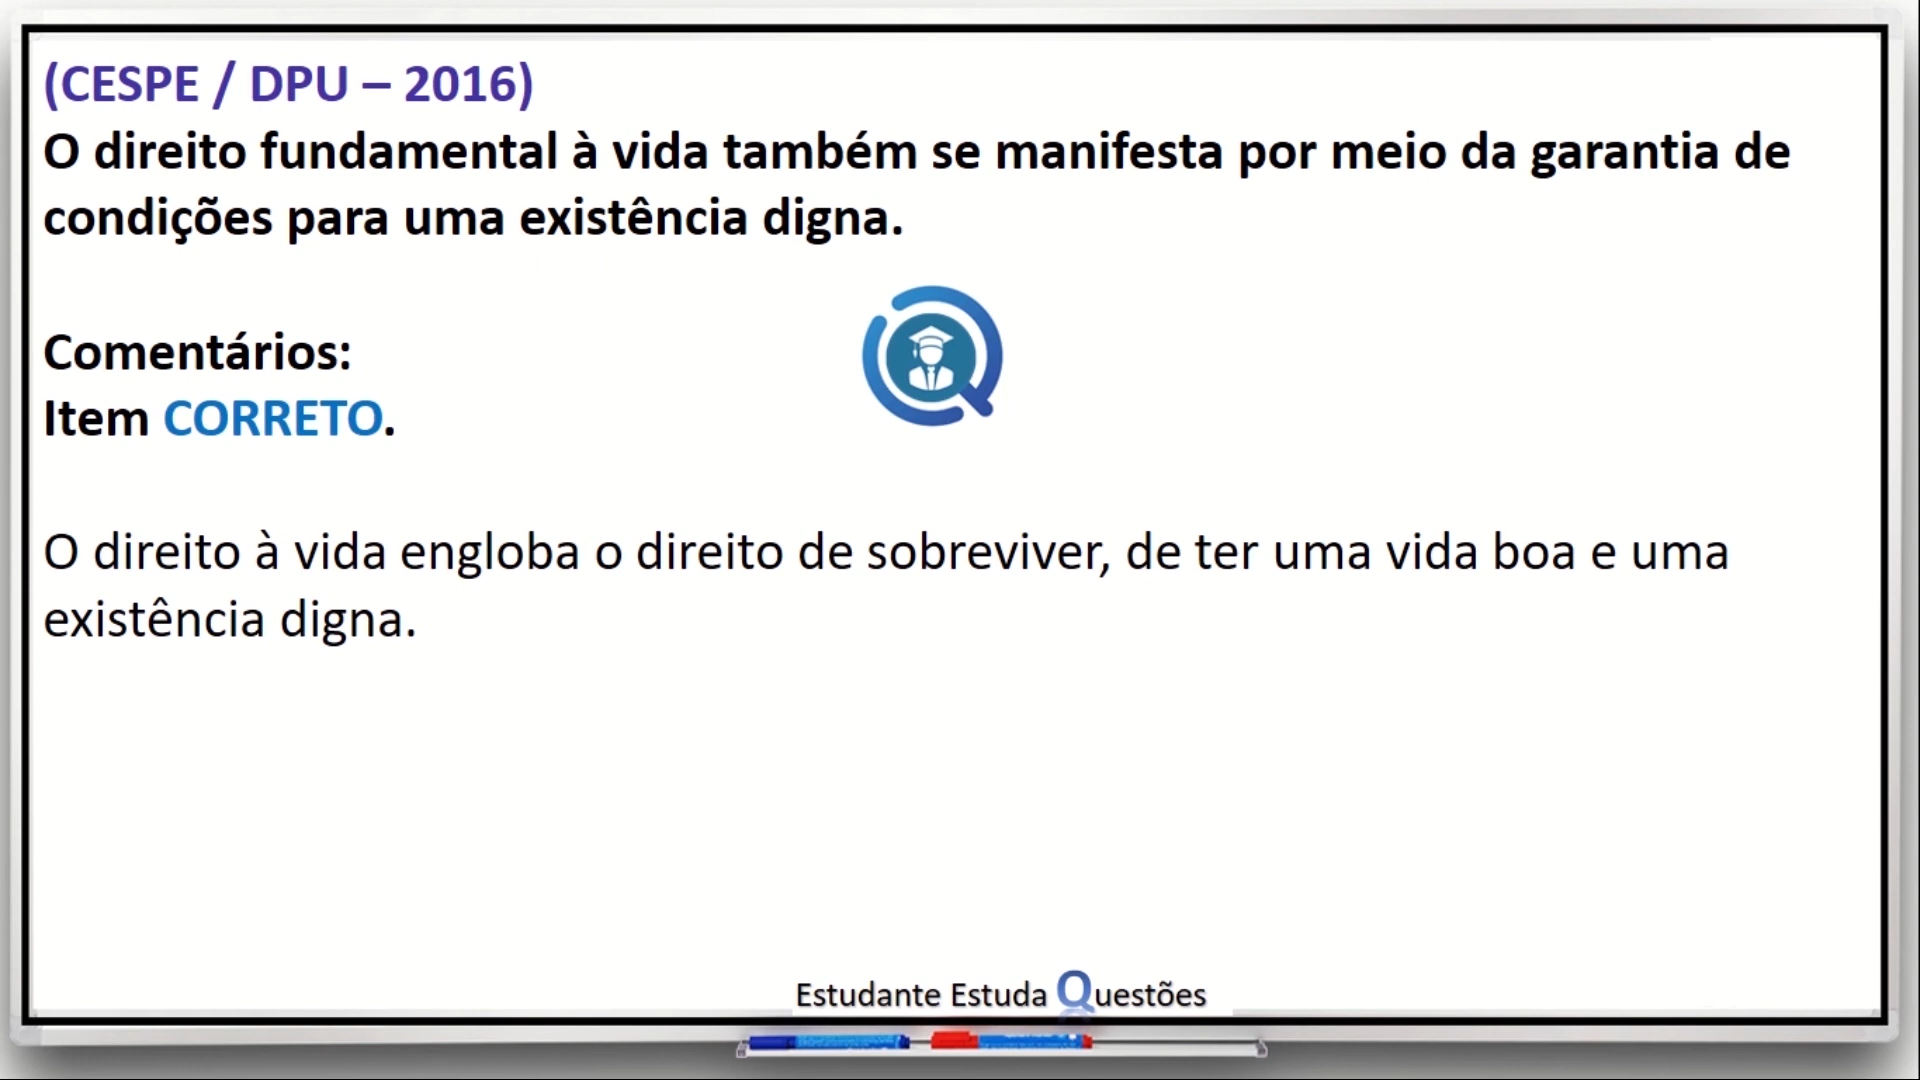 (CESPE / DPU – 2016)
O direito fundamental à vida também se manifesta por meio da garantia de
condições para uma existência digna.
Comentários:
Item CORRETO.
O direito à vida engloba o direito de sobreviver, de ter uma vida boa e uma
existência digna.
Estudante Estuda Questões